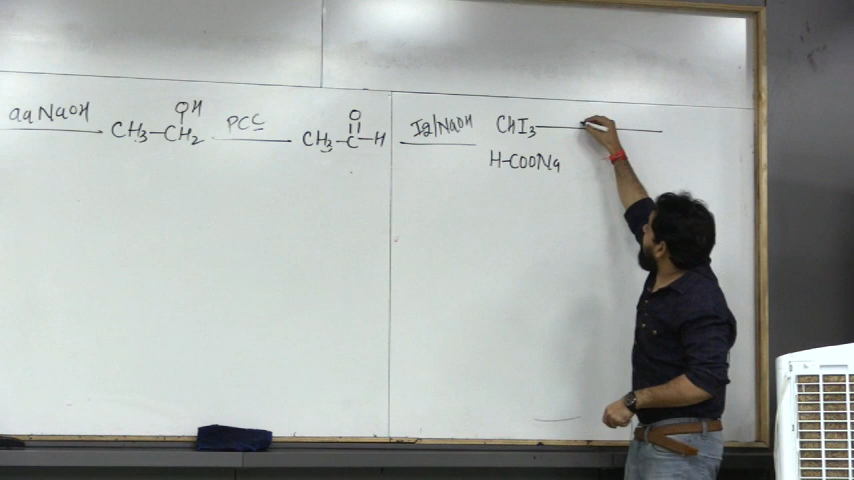 aq NaOH CH3-CH2 OH PCC CH3-C-H O I2/NaOH CHI3
H-COONa